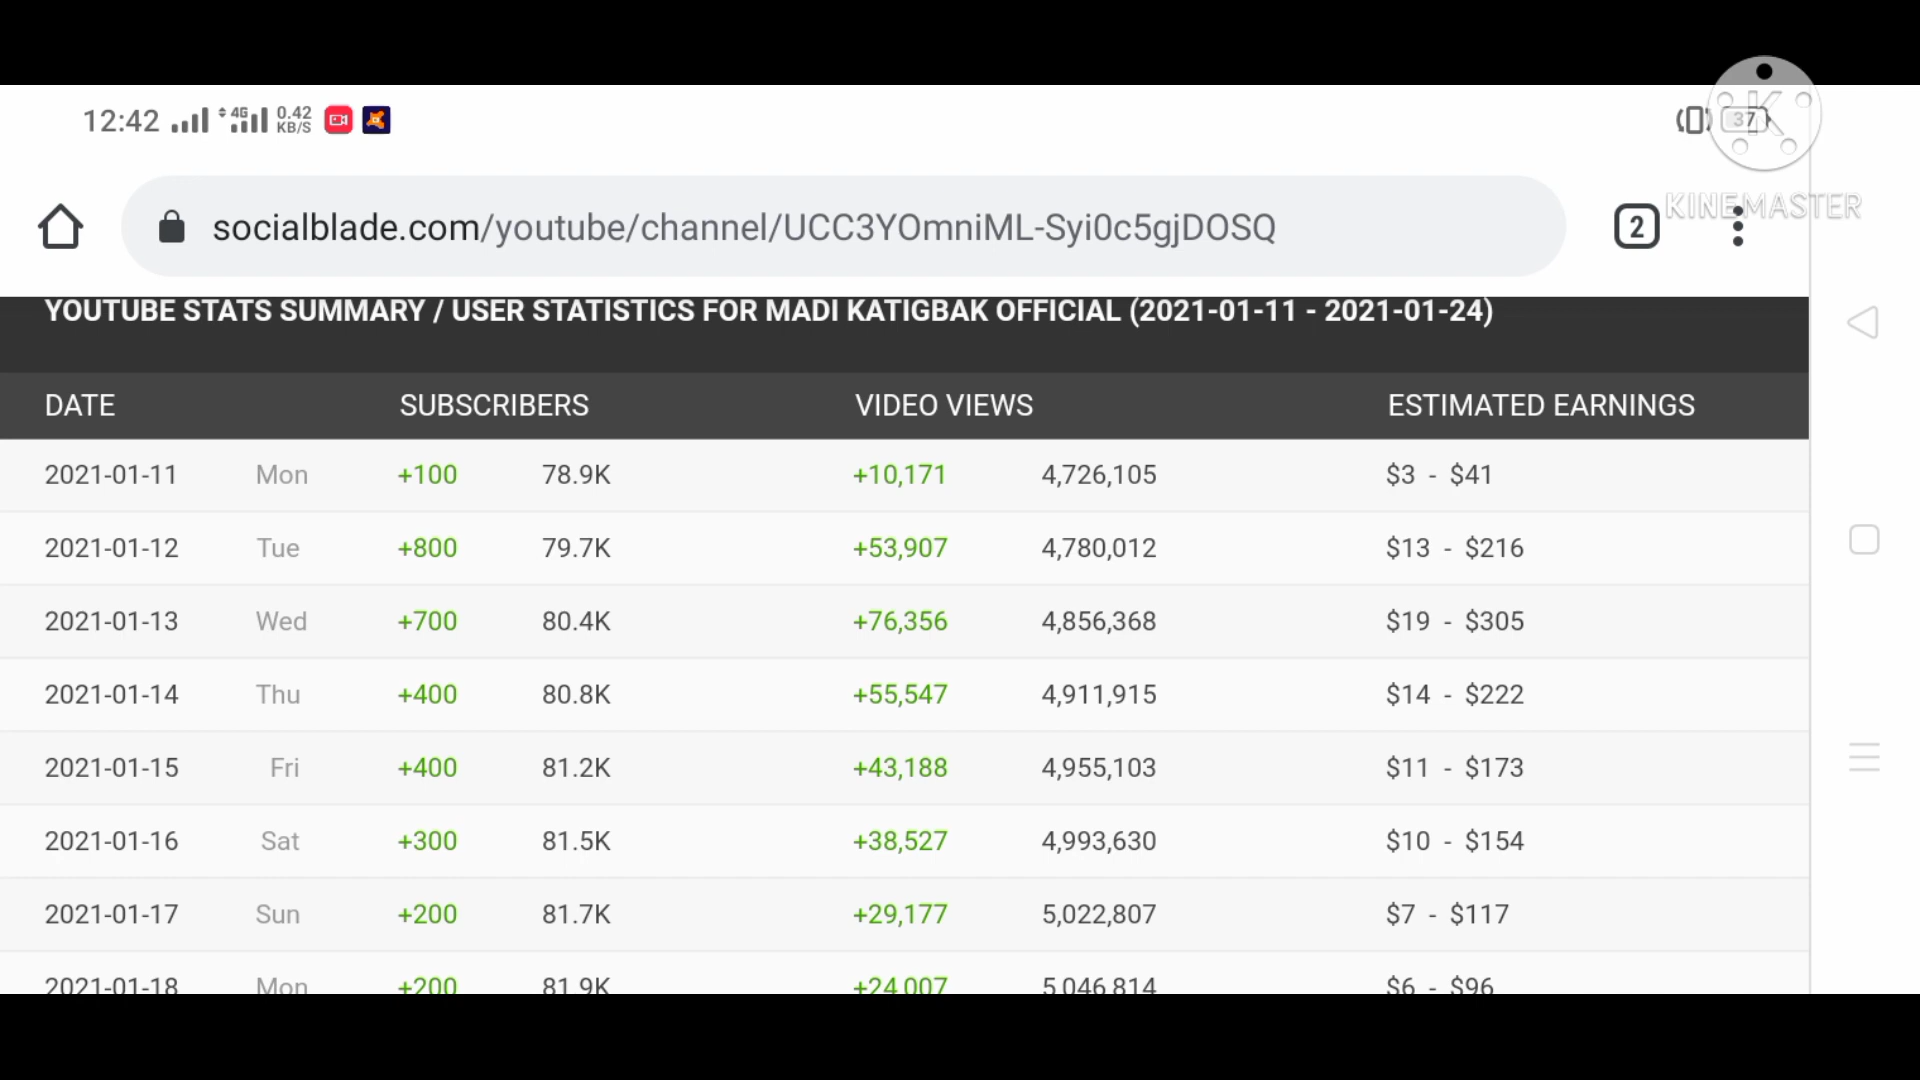 12:42 4G 0.42 KB/S 37
K
KINEMASTER
socialblade.com/youtube/channel/UCC3YOmniML-Syi0c5gjDOSQ 2
YOUTUBE STATS SUMMARY / USER STATISTICS FOR MADI KATIGBAK OFFICIAL (2021-01-11 - 2021-01-24)
DATE SUBSCRIBERS VIDEO VIEWS ESTIMATED EARNINGS
2021-01-11 Mon +100 78.9K +10,171 4,726,105 $3 - $41
2021-01-12 Tue +800 79.7K +53,907 4,780,012 $13 - $216
2021-01-13 Wed +700 80.4K +76,356 4,856,368 $19 - $305
2021-01-14 Thu +400 80.8K +55,547 4,911,915 $14 - $222
2021-01-15 Fri +400 81.2K +43,188 4,955,103 $11 - $173
2021-01-16 Sat +300 81.5K +38,527 4,993,630 $10 - $154
2021-01-17 Sun +200 81.7K +29,177 5,022,807 $7 - $117
2021-01-18 Mon +200 81.9K +24,007 5,046,814 $6 - $96